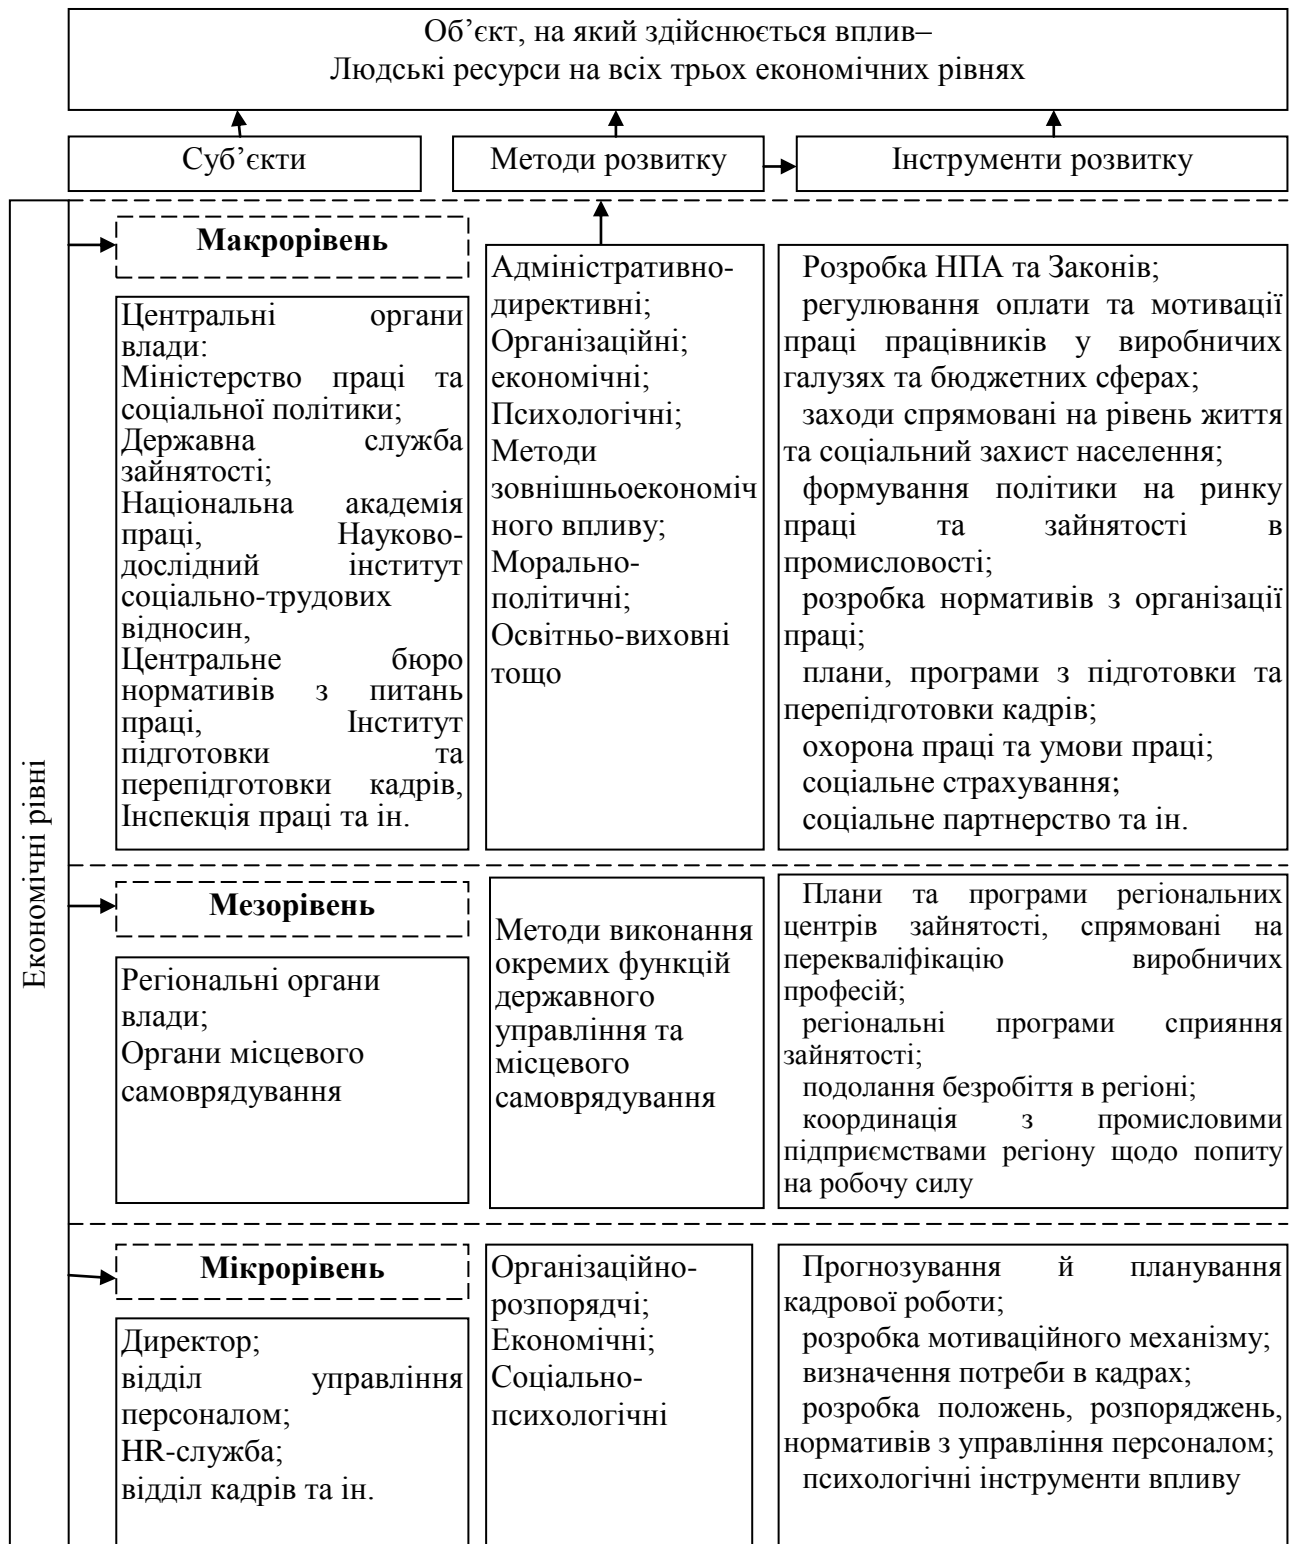 Об’єкт, на який здійснюється вплив–
Людські ресурси на всіх трьох економічних рівнях
Суб’єкти
Методи розвитку
Інструменти розвитку
Економічні рівні
Макрорівень
Центральні органи
влади:
Міністерство праці та
соціальної політики;
Державна служба
зайнятості;
Національна академія
праці, Науково-
дослідний інститут
соціально-трудових
відносин,
Центральне бюро
нормативів з питань
праці, Інститут
підготовки та
перепідготовки кадрів,
Інспекція праці та ін.
Адміністративно-
директивні;
Організаційні;
економічні;
Психологічні;
Методи
зовнішньоекономіч
ного впливу;
Морально-
політичні;
Освітньо-виховні
тощо
Розробка НПА та Законів;
регулювання оплати та мотивації
праці працівників у виробничих
галузях та бюджетних сферах;
заходи спрямовані на рівень життя
та соціальний захист населення;
формування політики на ринку
праці та зайнятості в
промисловості;
розробка нормативів з організації
праці;
плани, програми з підготовки та
перепідготовки кадрів;
охорона праці та умови праці;
соціальне страхування;
соціальне партнерство та ін.
Мезорівень
Регіональні органи
влади;
Органи місцевого
самоврядування
Методи виконання
окремих функцій
державного
управління та
місцевого
самоврядування
Плани та програми регіональних
центрів зайнятості, спрямовані на
перекваліфікацію виробничих
професій;
регіональні програми сприяння
зайнятості;
подолання безробіття в регіоні;
координація з промисловими
підприємствами регіону щодо попиту
на робочу силу
Мікрорівень
Директор;
відділ управління
персоналом;
HR-служба;
відділ кадрів та ін.
Організаційно-
розпорядчі;
Економічні;
Соціально-
психологічні
Прогнозування й планування
кадрової роботи;
розробка мотиваційного механізму;
визначення потреби в кадрах;
розробка положень, розпоряджень,
нормативів з управління персоналом;
психологічні інструменти впливу